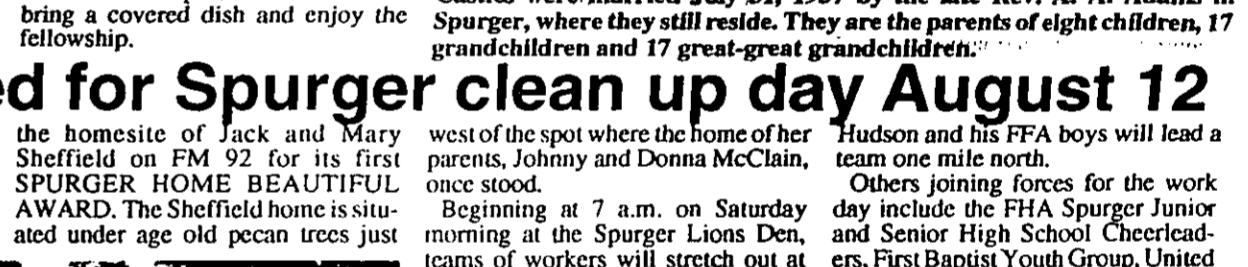 bring a covered dish and enjoy the
fellowship.
Spurger, where they still reside. They are the parents of eight children, 17
grandchildren and 17 great-great grandchildren."
ed for Spurger clean up day August 12
the homesite of Jack and Mary
Sheffield on FM 92 for its first
SPURGER HOME BEAUTIFUL
AWARD. The Sheffield home is situ-
ated under age old pecan trees just
west of the spot where the home of her
parents, Johnny and Donna McClain,
once stood.
Beginning at 7 a.m. on Saturday
morning at the Spurger Lions Den,
teams of workers will stretch out at
Hudson and his FFA boys will lead a
team one mile north.
Others joining forces for the work
day include the FHA Spurger Junior
and Senior High School Cheerlead-
ers, First Baptist Youth Group, United